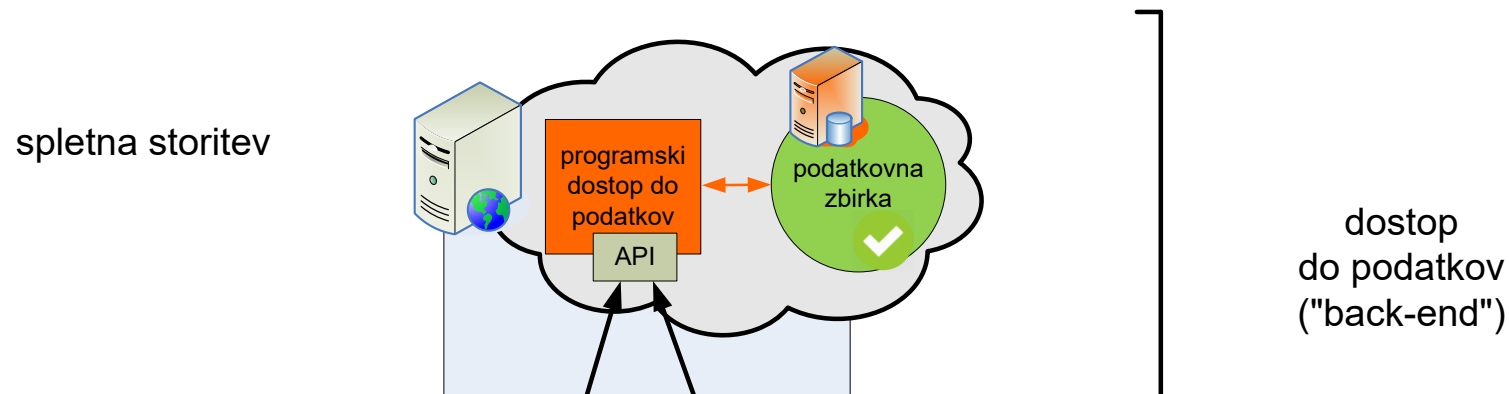 spletna storitev
programski
dostop do
podatkov
API
podatkovna
zbirka
dostop
do podatkov
("back-end")